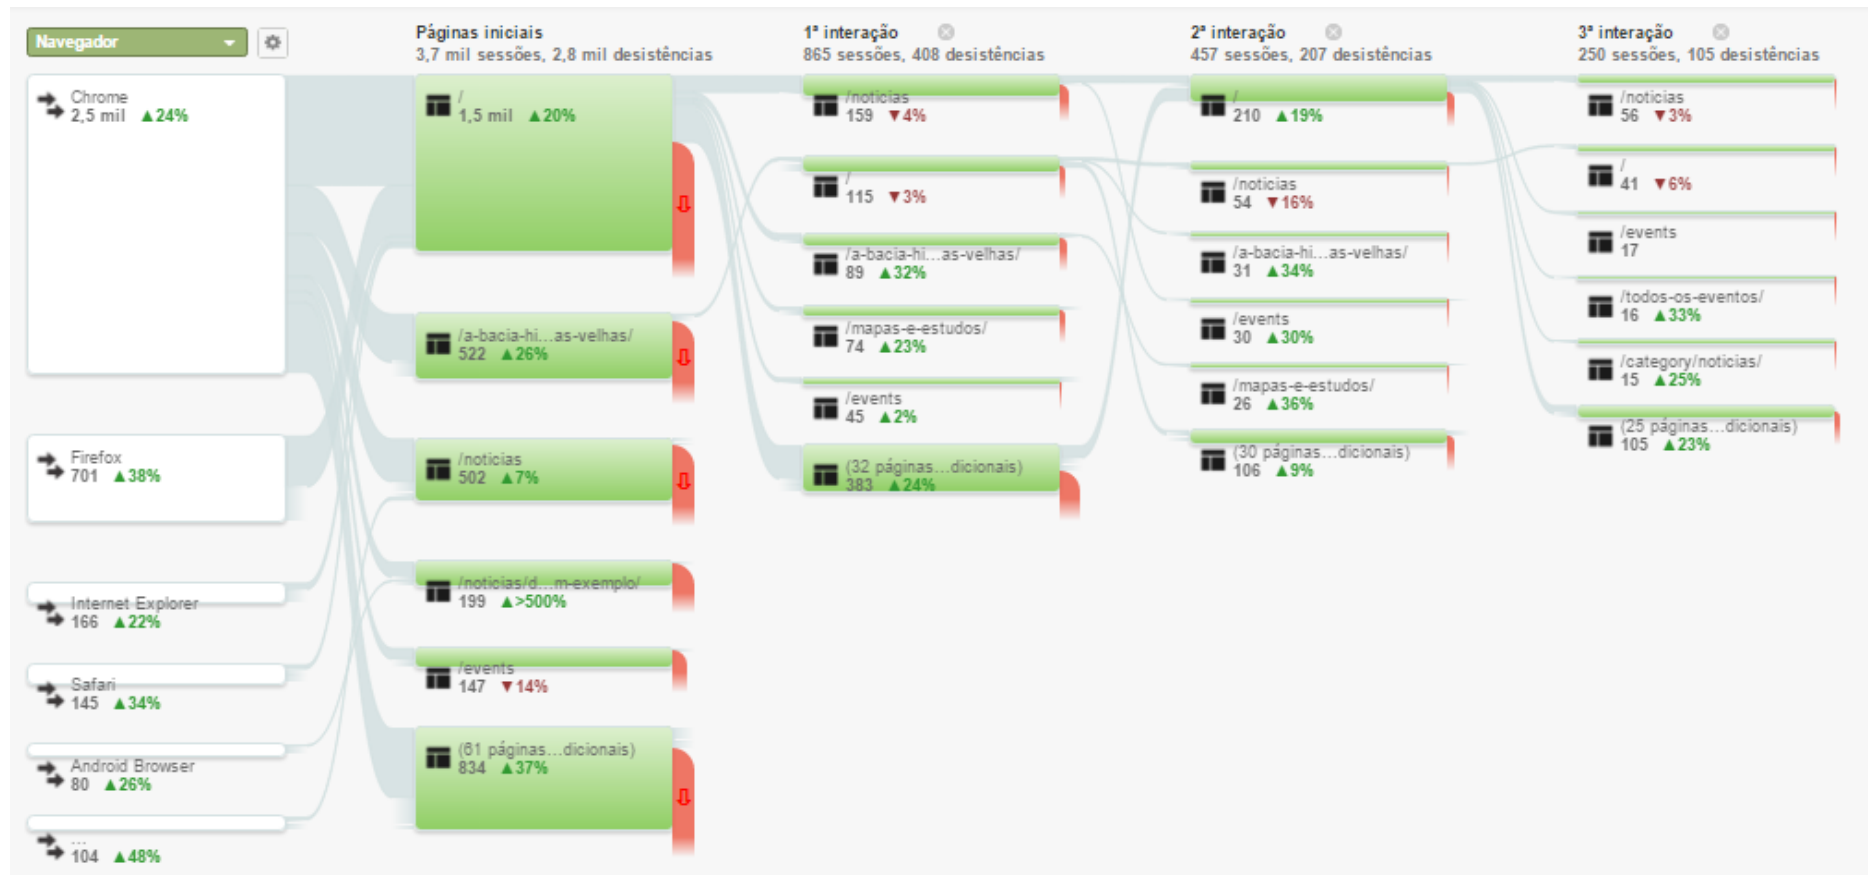 Navegador
Chrome
2,5 mil ▲24%
Firefox
701 ▲38%
Internet Explorer
166 ▲22%
Safari
145 ▲34%
Android Browser
80 ▲26%
...
104 ▲48%
Páginas iniciais
3,7 mil sessões, 2,8 mil desistências
/
1,5 mil ▲20%
/a-bacia-hi...as-velhas/
522 ▲26%
/noticias
502 ▲7%
/noticias/d...m-exemplo/
199 ▲>500%
/events
147 ▼14%
(61 páginas...dicionais)
834 ▲37%
1ª interação
865 sessões, 408 desistências
/noticias
159 ▼4%
/
115 ▼3%
/a-bacia-hi...as-velhas/
89 ▲32%
/mapas-e-estudos/
74 ▲23%
/events
45 ▲2%
(32 páginas...dicionais)
383 ▲24%
2ª interação
457 sessões, 207 desistências
/
210 ▲19%
/noticias
54 ▼16%
/a-bacia-hi...as-velhas/
31 ▲34%
/events
30 ▲30%
/mapas-e-estudos/
26 ▲36%
(30 páginas...dicionais)
106 ▲9%
3ª interação
250 sessões, 105 desistências
/noticias
56 ▼3%
/
41 ▼6%
/events
17
/todos-os-eventos/
16 ▲33%
/category/noticias/
15 ▲25%
(25 páginas...dicionais)
105 ▲23%